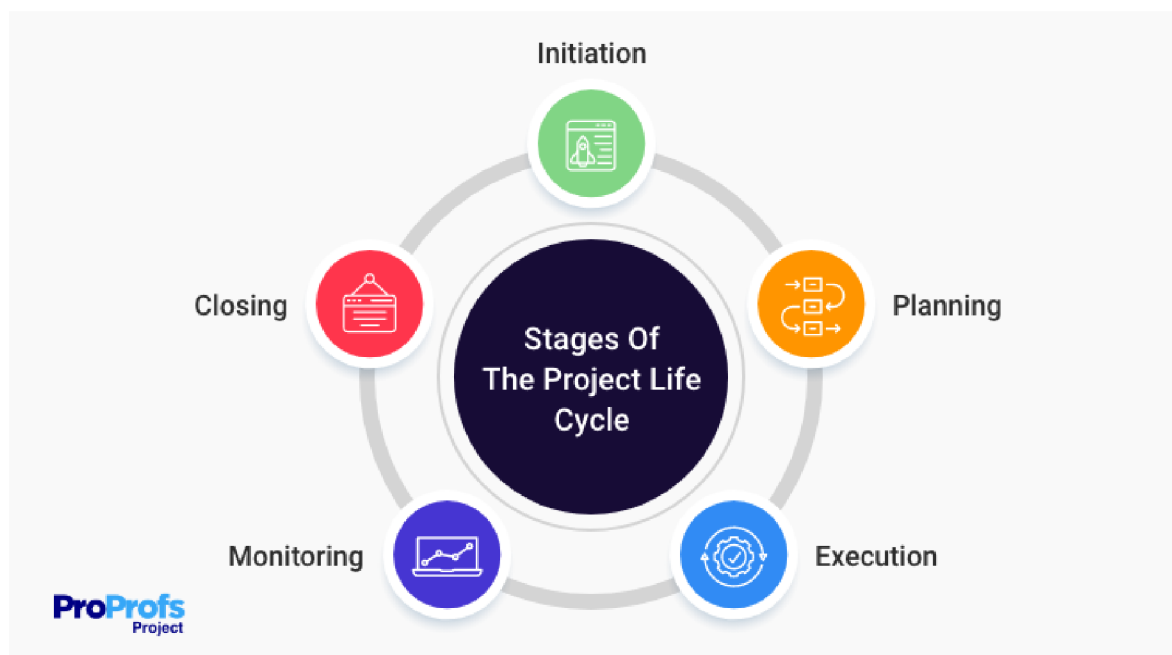 Initiation
Closing
Planning
Stages Of
The Project Life
Cycle
Monitoring
Execution
ProProfs
Project